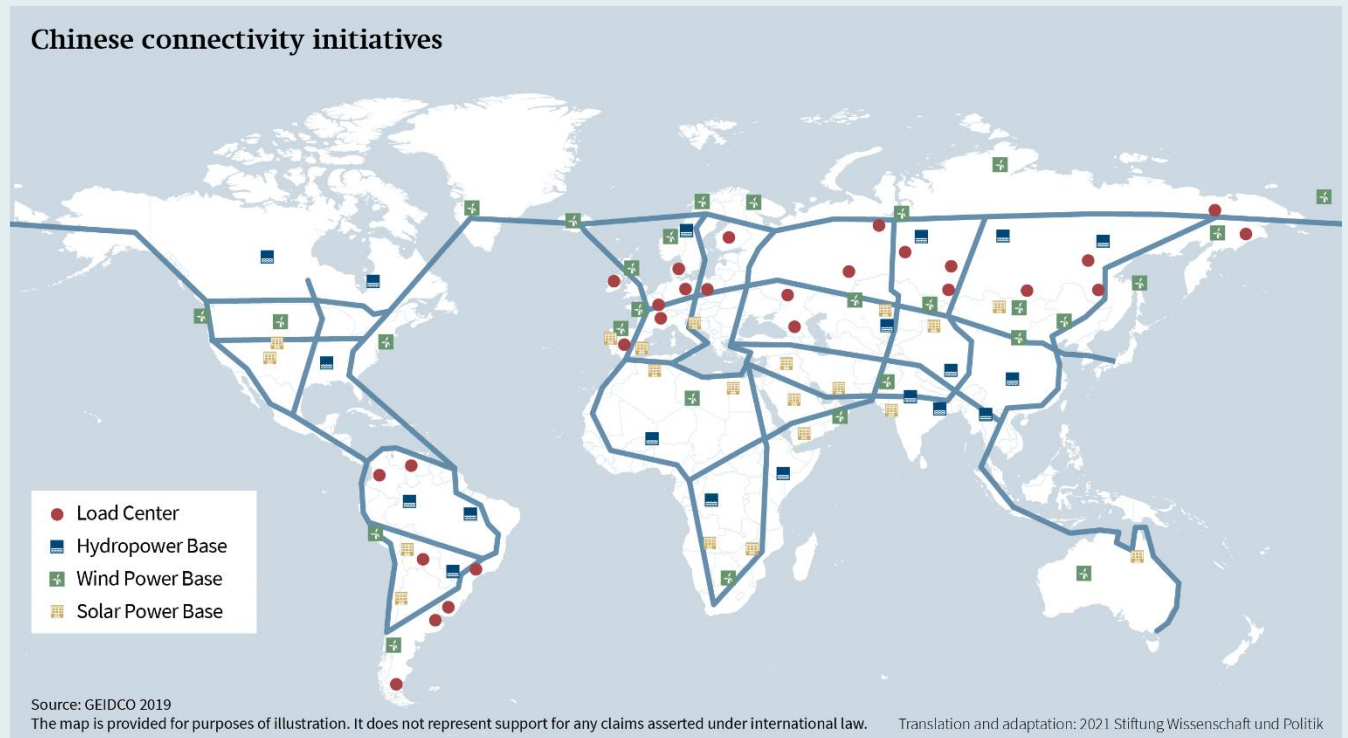 Chinese connectivity initiatives
Load Center
Hydropower Base
Wind Power Base
Solar Power Base
Source: GEIDCO 2019
The map is provided for purposes of illustration. It does not represent support for any claims asserted under international law.
Translation and adaptation: 2021 Stiftung Wissenschaft und Politik